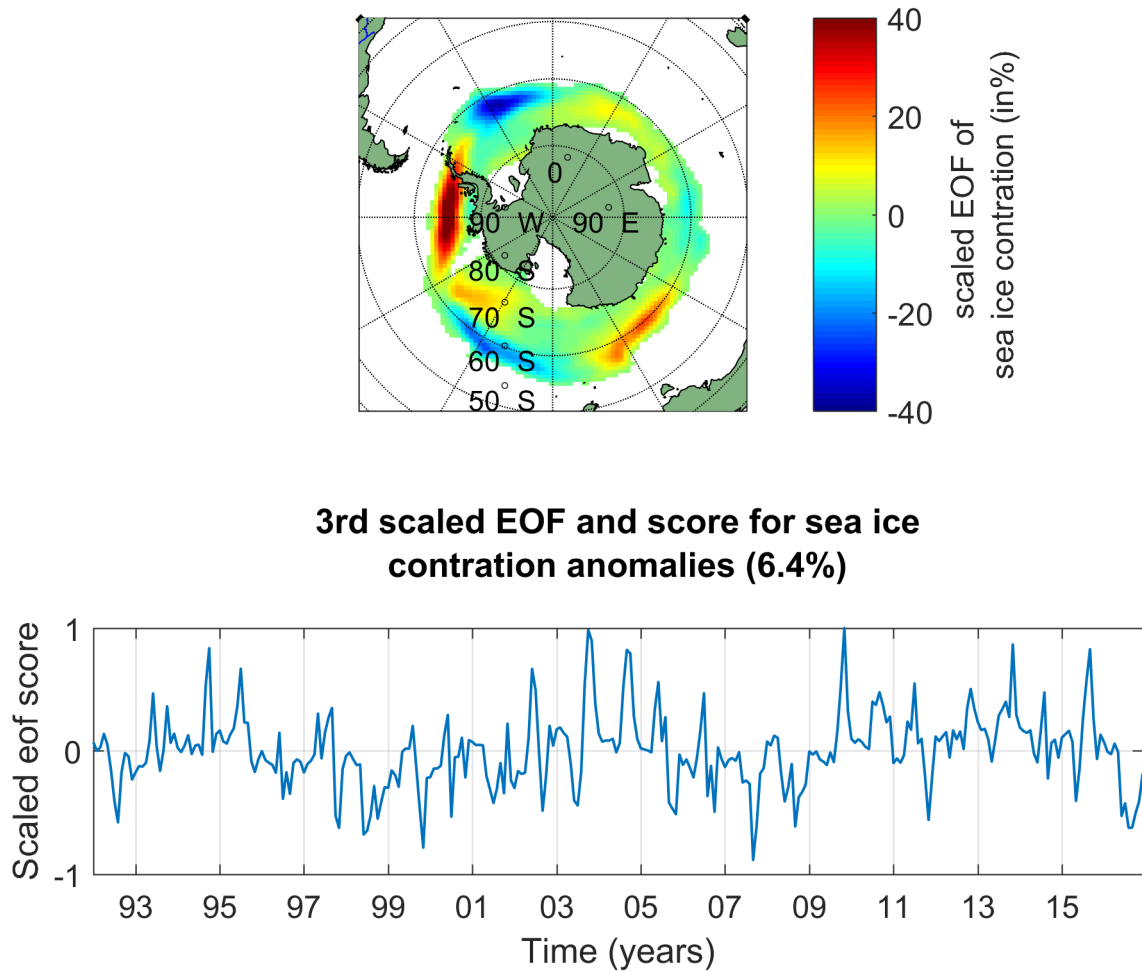 40
20
0
-20
-40
scaled EOF of
sea ice contration (in%)
0
90 W 90 E
80 S
70 S
60 S
50 S
3rd scaled EOF and score for sea ice
contration anomalies (6.4%)
Scaled eof score
1
0
-1
93 95 97 99 01 03 05 07 09 11 13 15
Time (years)